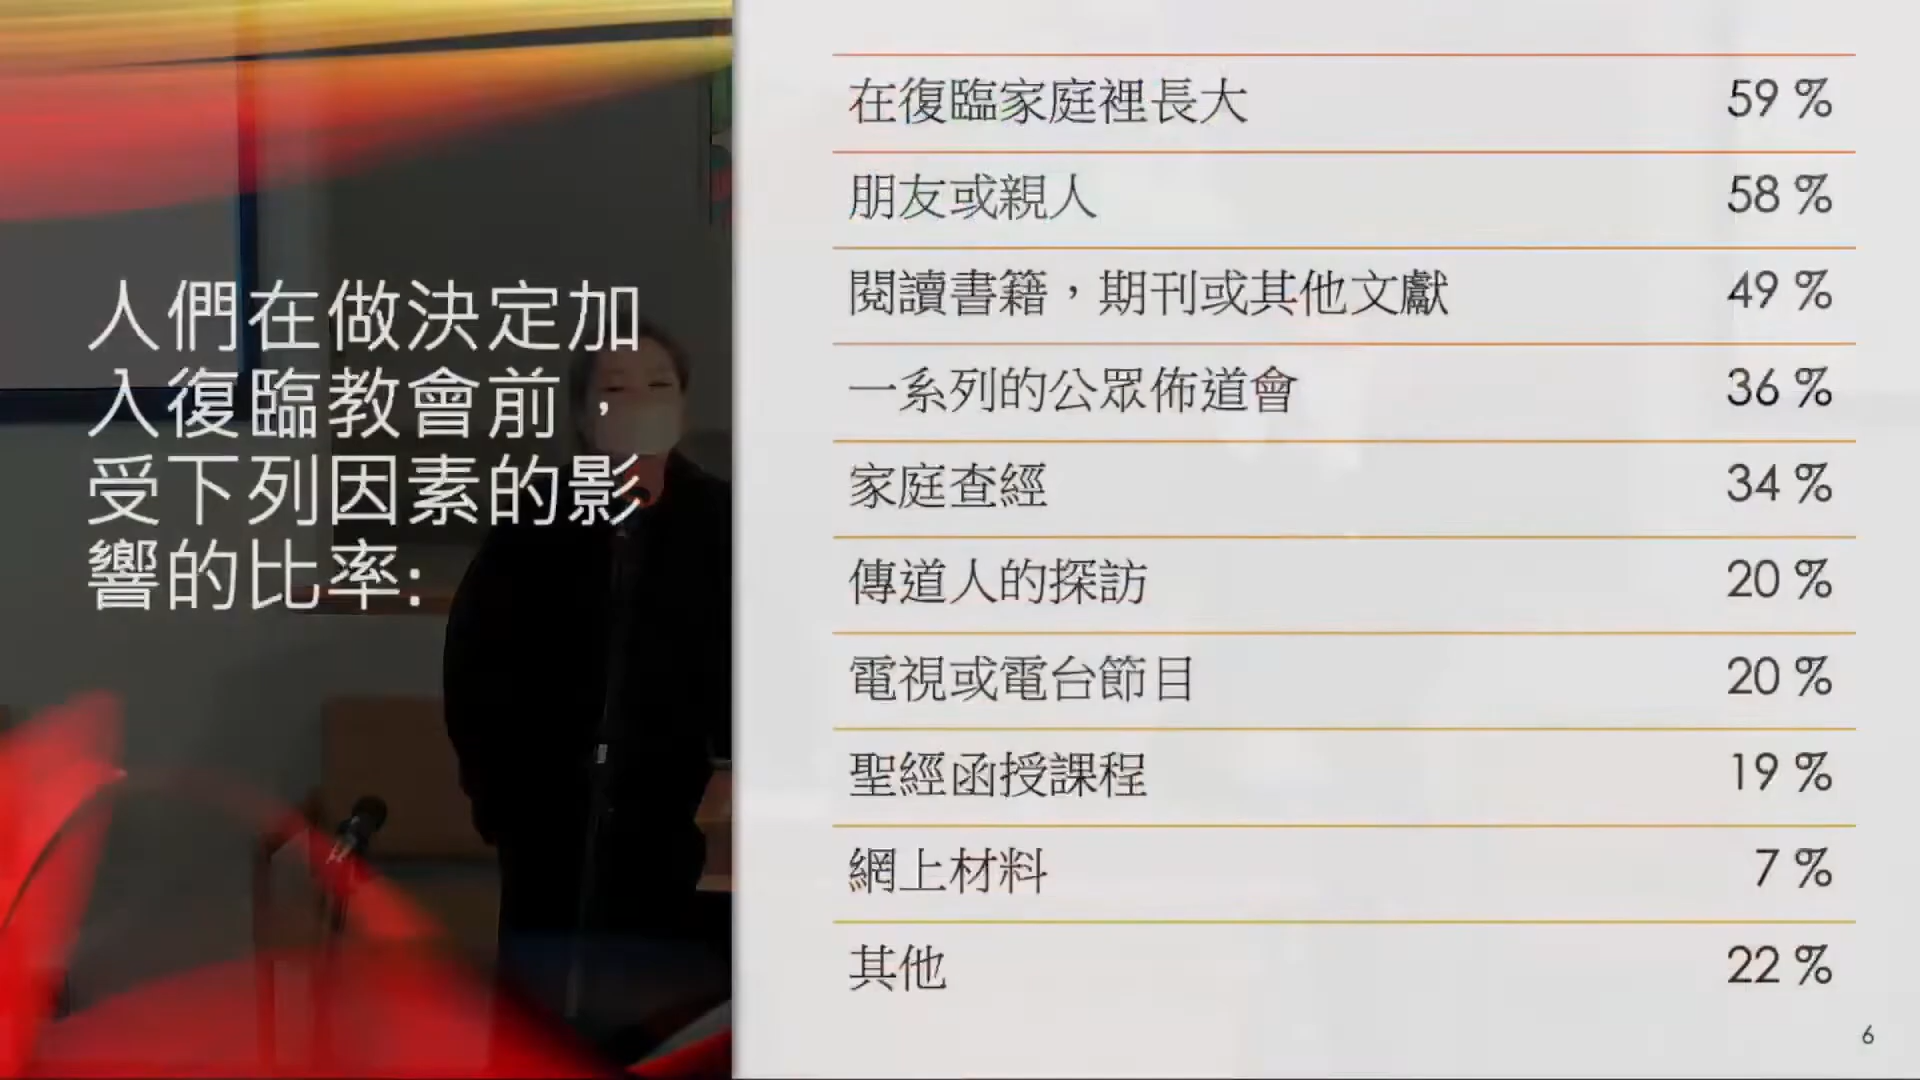 人們在做決定加
入復臨教會前，
受下列因素的影
響的比率:
在復臨家庭裡長大 59 %
朋友或親人 58 %
閱讀書籍，期刊或其他文獻 49 %
一系列的公眾佈道會 36 %
家庭查經 34 %
傳道人的探訪 20 %
電視或電台節目 20 %
聖經函授課程 19 %
網上材料 7 %
其他 22 %
6